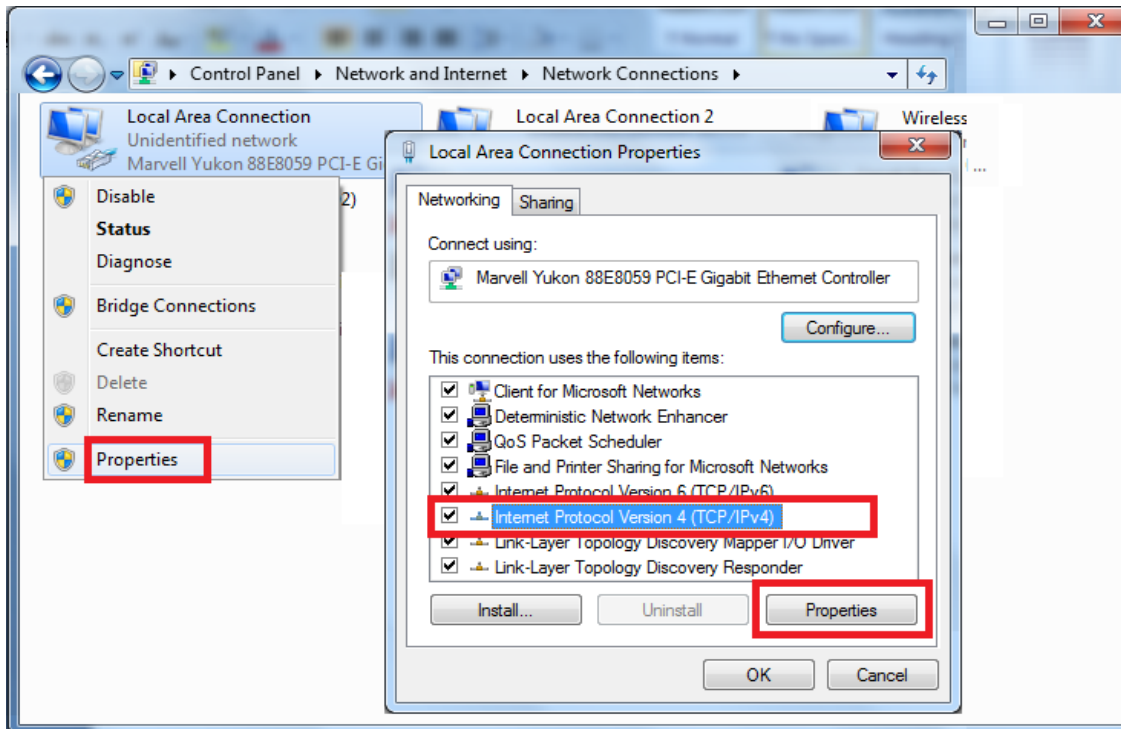 Control Panel ▸ Network and Internet ▸ Network Connections ▸
Local Area Connection
Unidentified network
Marvell Yukon 88E8059 PCI-E Gi
Local Area Connection 2
Wireless
...
2)
Disable
Status
Diagnose
Bridge Connections
Create Shortcut
Delete
Rename
Properties
Local Area Connection Properties
Networking
Sharing
Connect using:
Marvell Yukon 88E8059 PCI-E Gigabit Ethernet Controller
Configure...
This connection uses the following items:
Client for Microsoft Networks
Deterministic Network Enhancer
QoS Packet Scheduler
File and Printer Sharing for Microsoft Networks
Internet Protocol Version 6 (TCP/IPv6)
Internet Protocol Version 4 (TCP/IPv4)
Link-Layer Topology Discovery Mapper I/O Driver
Link-Layer Topology Discovery Responder
Install...
Uninstall
Properties
OK
Cancel